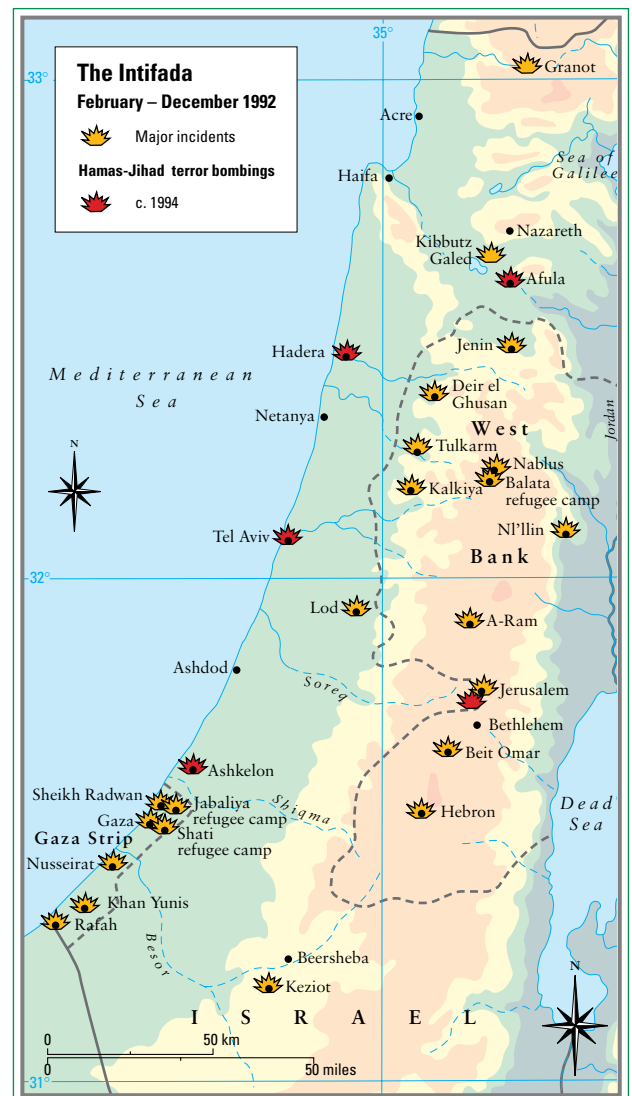 35°
33°
The Intifada
February – December 1992
Major incidents
Hamas-Jihad terror bombings
c. 1994
Granot
Acre
Sea of
Galilee
Haifa
Nazareth
Kibbutz
Galed
Afula
Hadera
Jenin
Mediterranean
Sea
Deir el
Ghusan
Jordan
Netanya
West
Tulkarm
N
Nablus
Kalkiya
Balata
refugee camp
Nl'llin
Tel Aviv
Bank
32°
Lod
A-Ram
Ashdod
Soreq
Jerusalem
Bethlehem
Beit Omar
Ashkelon
Sheikh Radwan
Jabaliya
refugee camp
Shiqma
Hebron
Dead
Sea
Gaza
Shati
refugee camp
Gaza Strip
Nusseirat
Khan Yunis
Rafah
Besor
Beersheba
N
Keziot
ISRAEL
0 50 km
0 50 miles
31°